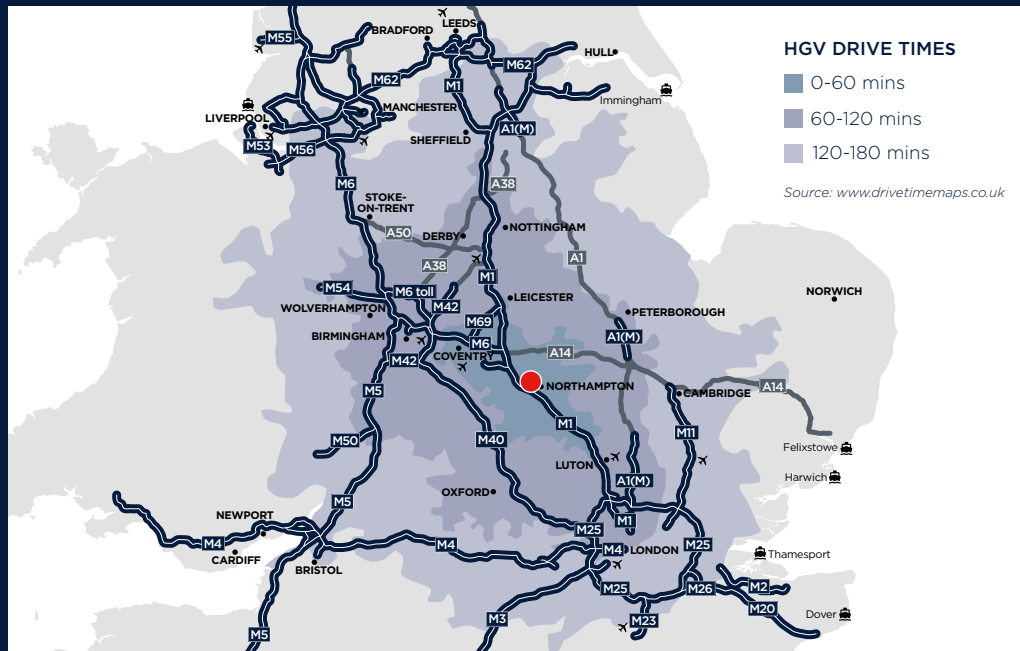 M55
BRADFORD
LEEDS
HULL
M62
M62
M1
Immingham
MANCHESTER
LIVERPOOL
A1(M)
SHEFFIELD
M53
M56
M6
A38
STOKE-
ON-TRENT
A50
DERBY
NOTTINGHAM
A1
A38
M1
M54
M6 toll
M42
LEICESTER
NORWICH
WOLVERHAMPTON
PETERBOROUGH
M69
BIRMINGHAM
M6
A1(M)
COVENTRY
A14
M42
NORTHAMPTON
A14
CAMBRIDGE
M5
M1
M11
M50
M40
Felixstowe
LUTON
Harwich
A1(M)
OXFORD
M5
NEWPORT
M1
M25
M4
M4
M4
LONDON
M25
CARDIFF
BRISTOL
Thamesport
M25
M26
M2
M20
Dover
M3
M23
M5
HGV DRIVE TIMES
0-60 mins
60-120 mins
120-180 mins
Source: www.drivetimemaps.co.uk